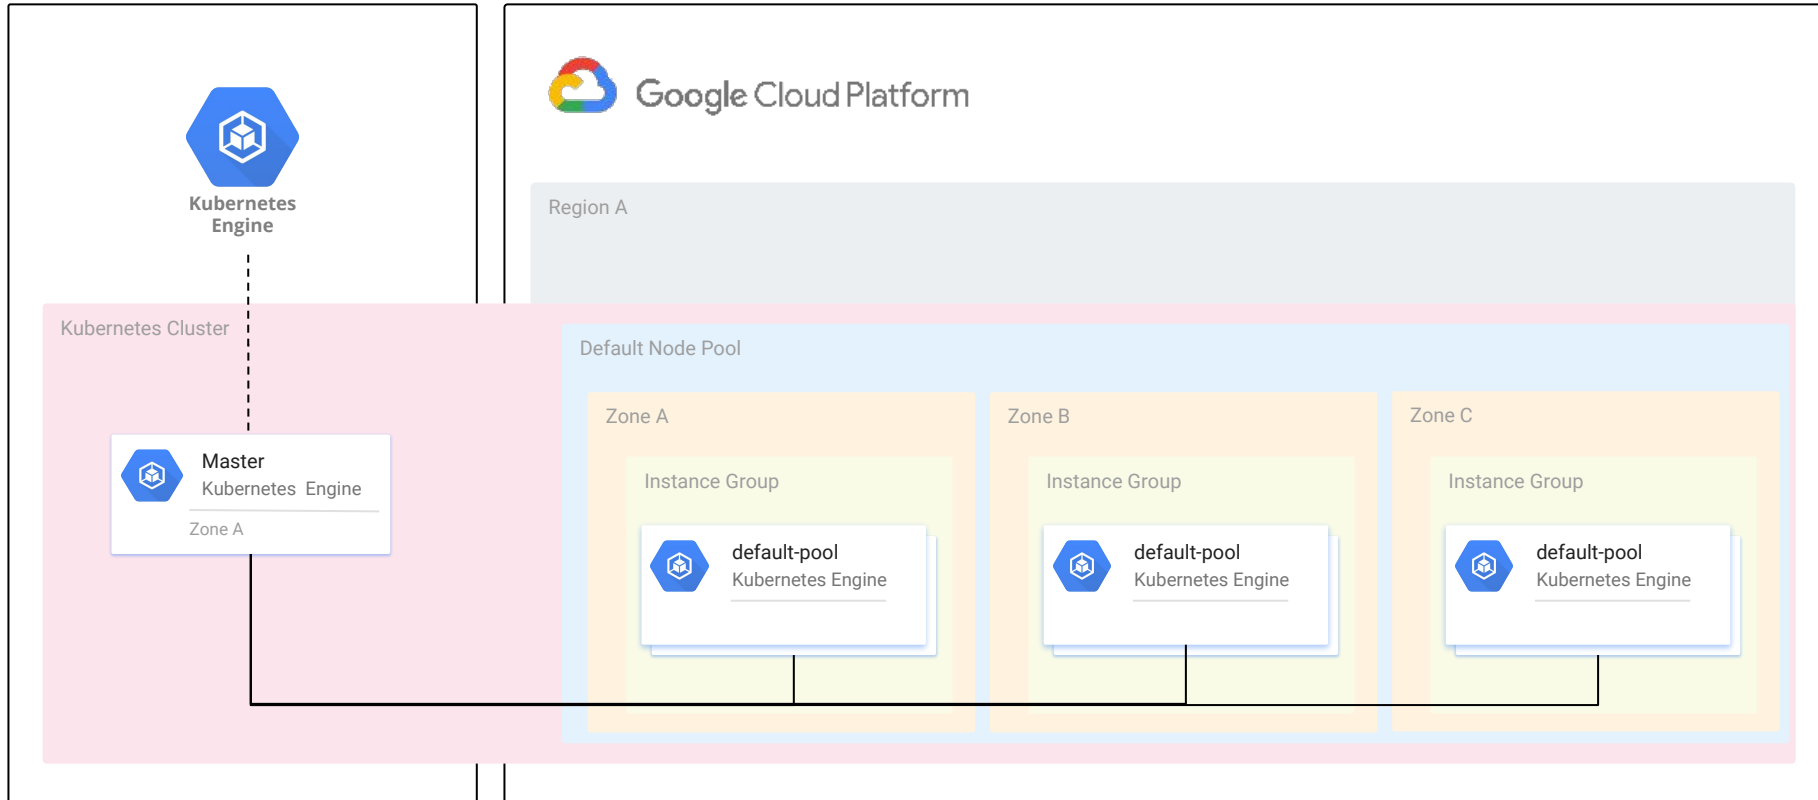 Kubernetes
Engine
Google Cloud Platform
Region A
Kubernetes Cluster
Default Node Pool
Zone A
Zone B
Zone C
Master
Kubernetes Engine
Zone A
Instance Group
Instance Group
Instance Group
default-pool
Kubernetes Engine
default-pool
Kubernetes Engine
default-pool
Kubernetes Engine